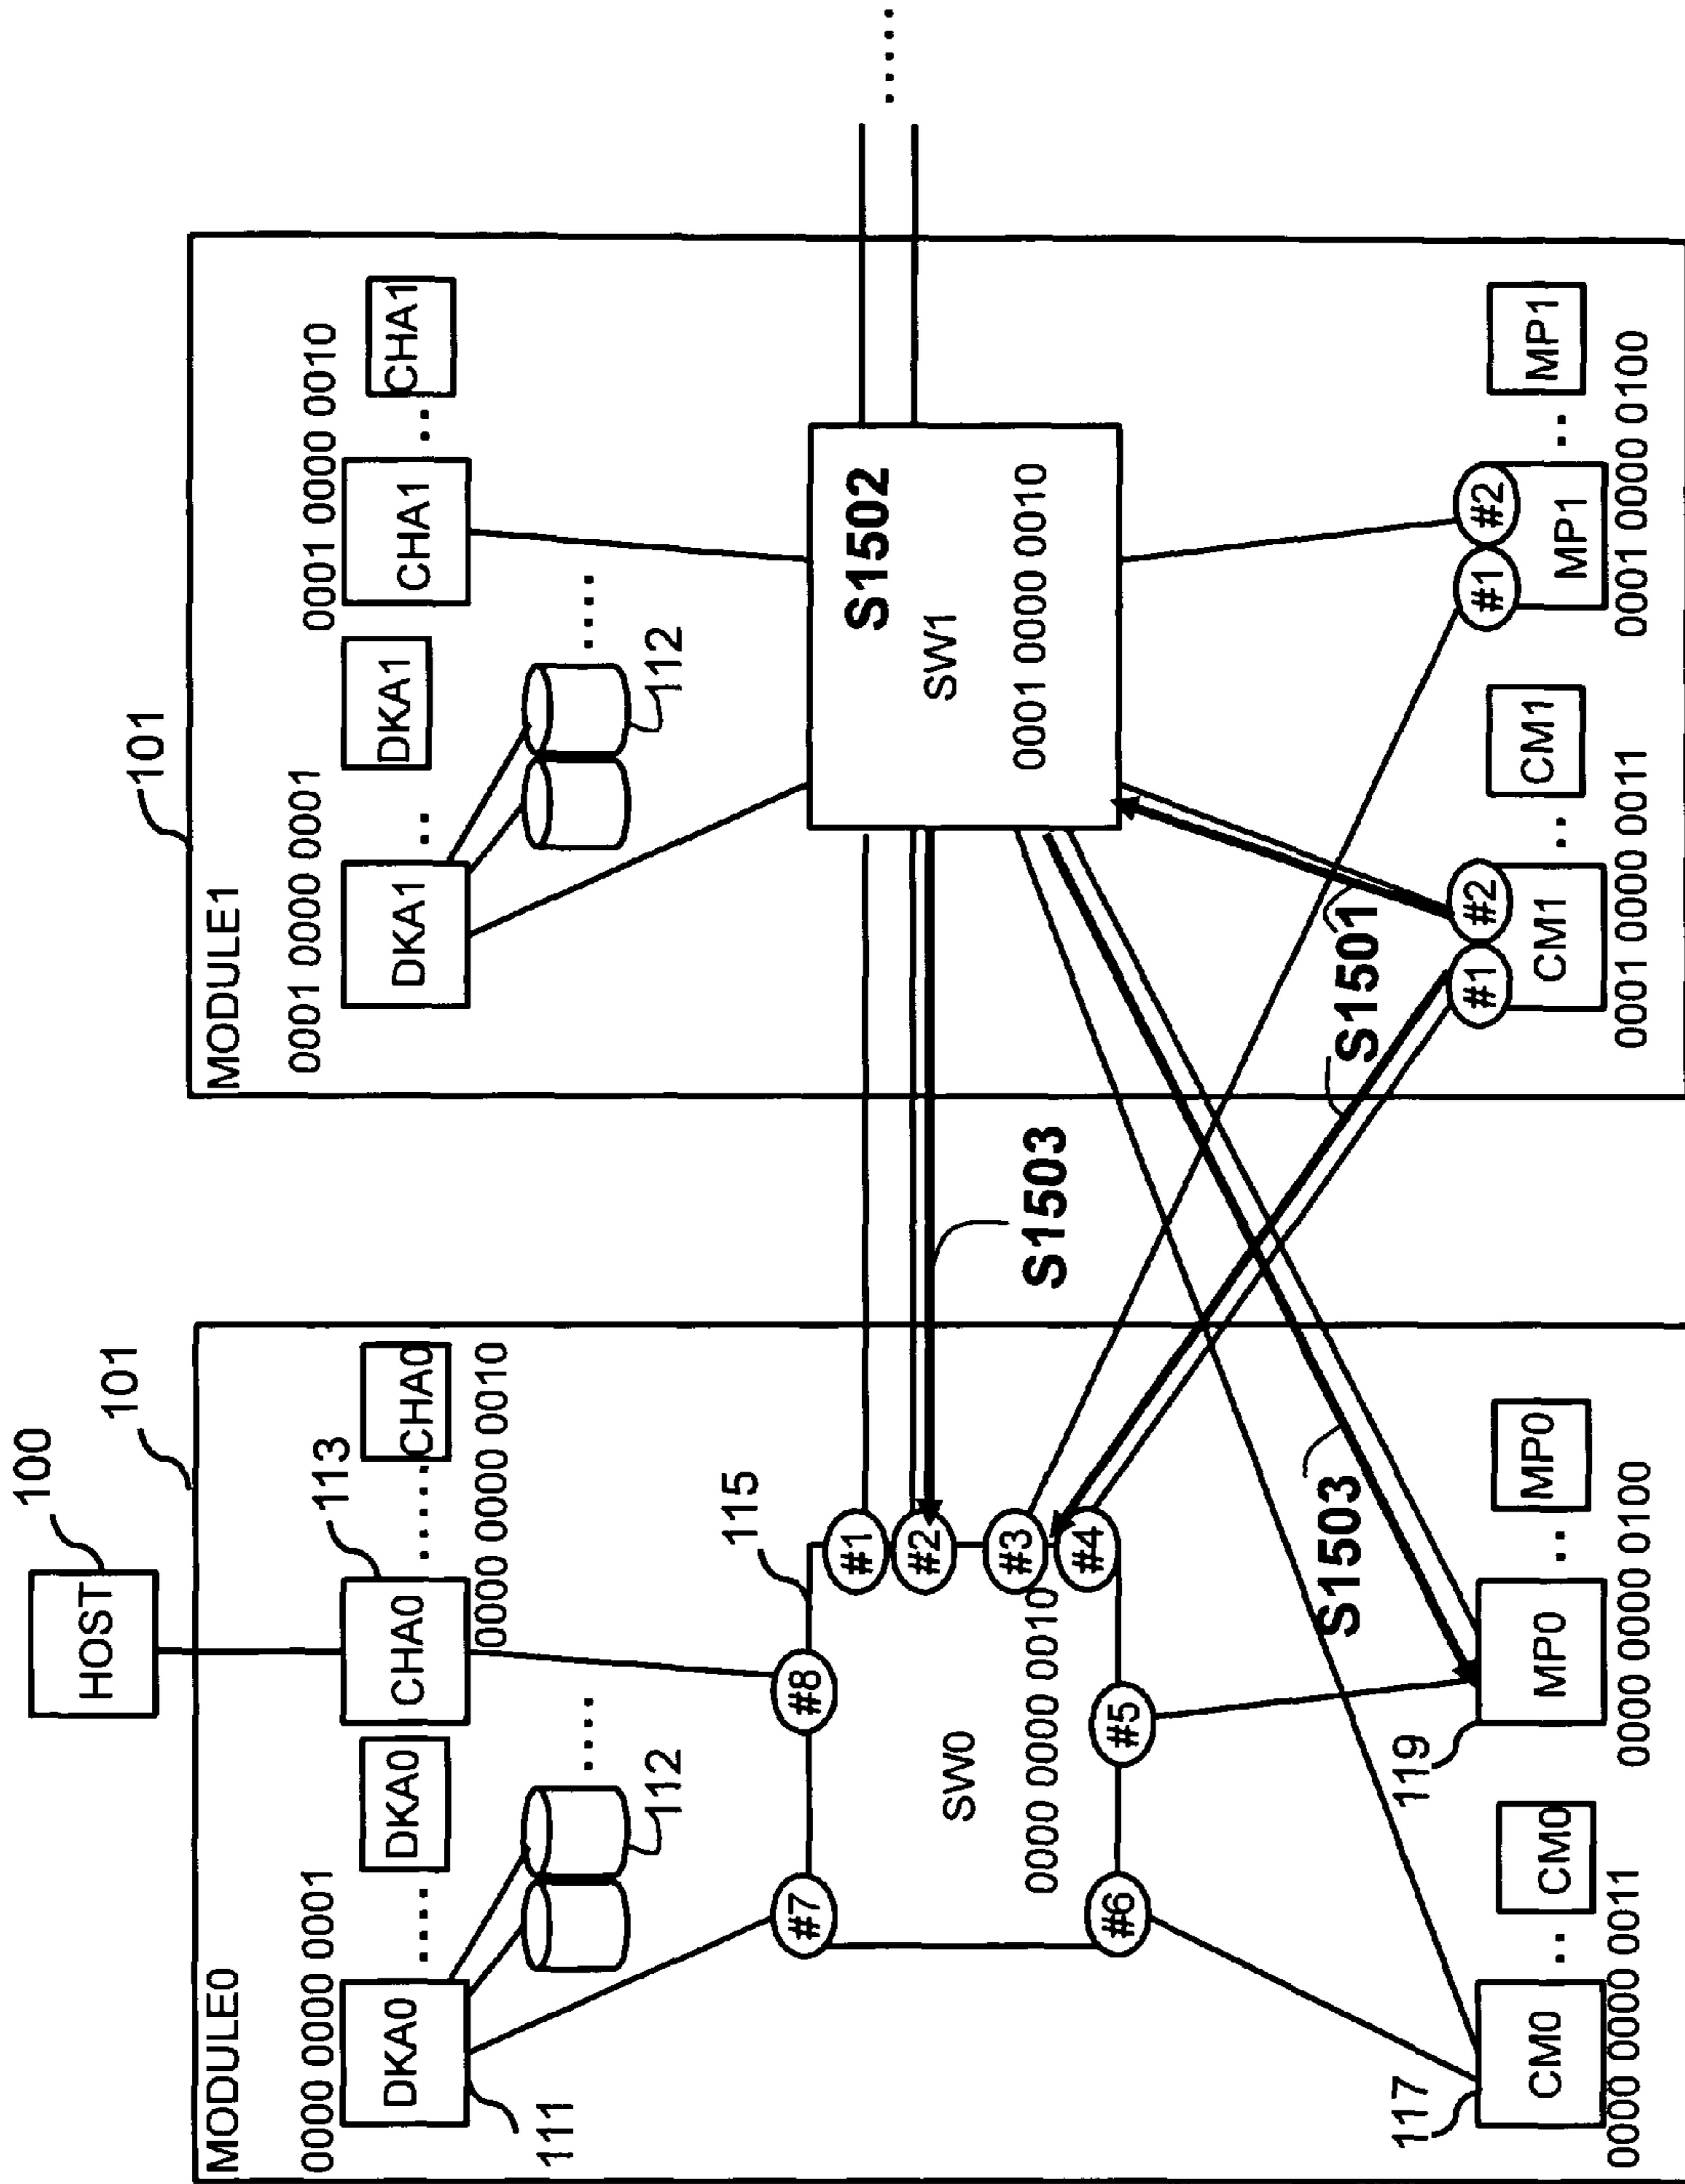 100
HOST
101
101
MODULE0
0000 0000 0001
DKA0
.....
DKA0
CHA0
.....
CHA0
113
0000 0000 0010
111
112
.....
115
#7
#8
#1
#2
#3
#4
#5
#6
SW0
0000 0000 0010
117
CM0
...
CM0
0000 0000 0011
119
MP0
...
MP0
0000 0000 0100
S1503
S1503
MODULE1
0001 0000 0001
DKA1
...
DKA1
0001 0000 0010
CHA1
...
CHA1
112
.....
S1502
SW1
0001 0000 0010
.....
S1501
#1
#2
CM1
...
CM1
0001 0000 0011
#1
#2
MP1
...
MP1
0001 0000 0100